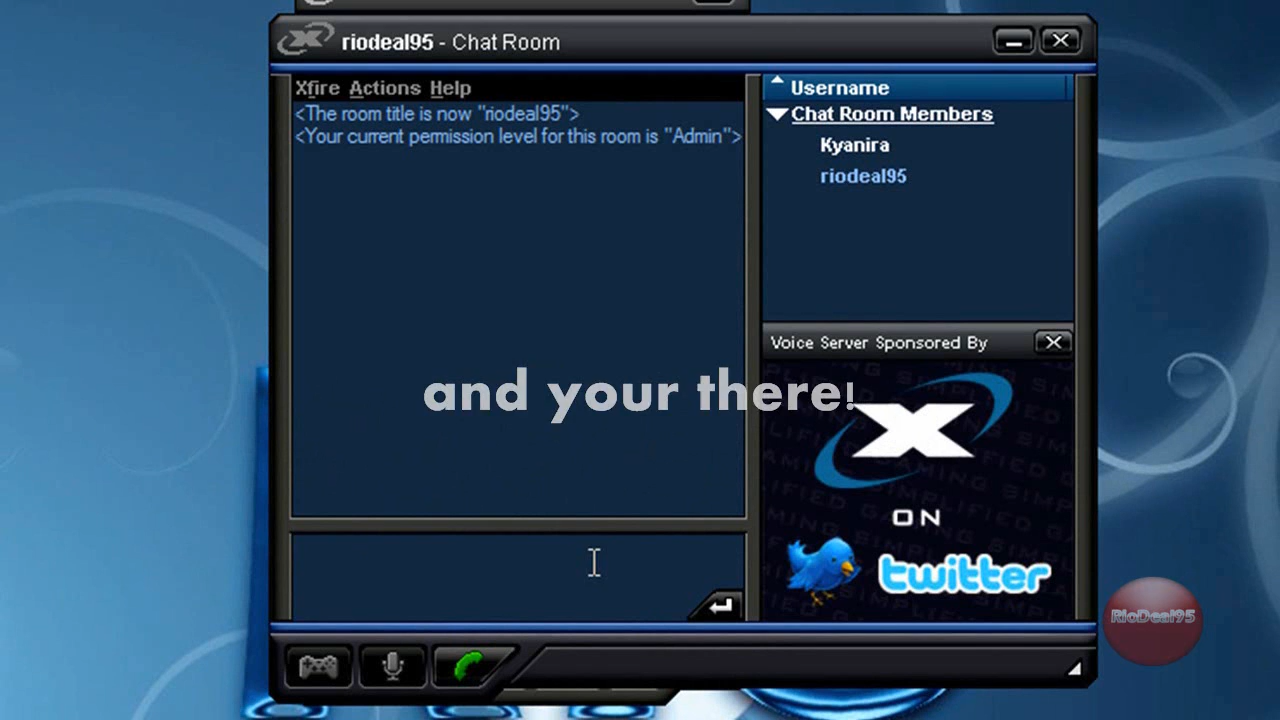 riodeal95 - Chat Room
Xfire Actions Help
<The room title is now "riodeal95">
<Your current permission level for this room is "Admin">
Username
Chat Room Members
Kyanira
riodeal95
and your there!
Voice Server Sponsored By
X
ON
twitter
RioDeal95